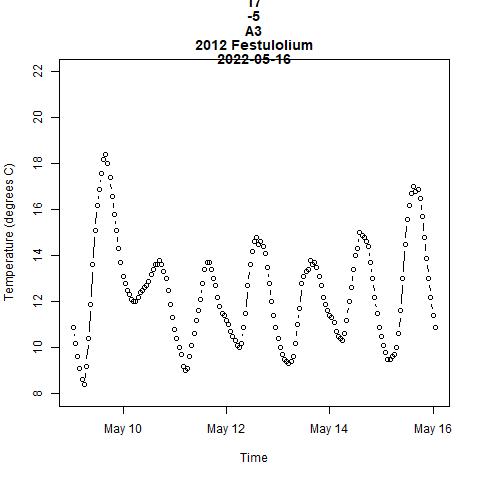 17
-5
A3
2012 Festulolium
2022-05-16
22
20
18
16
14
12
10
8
Temperature (degrees C)
May 10
May 12
May 14
May 16
Time